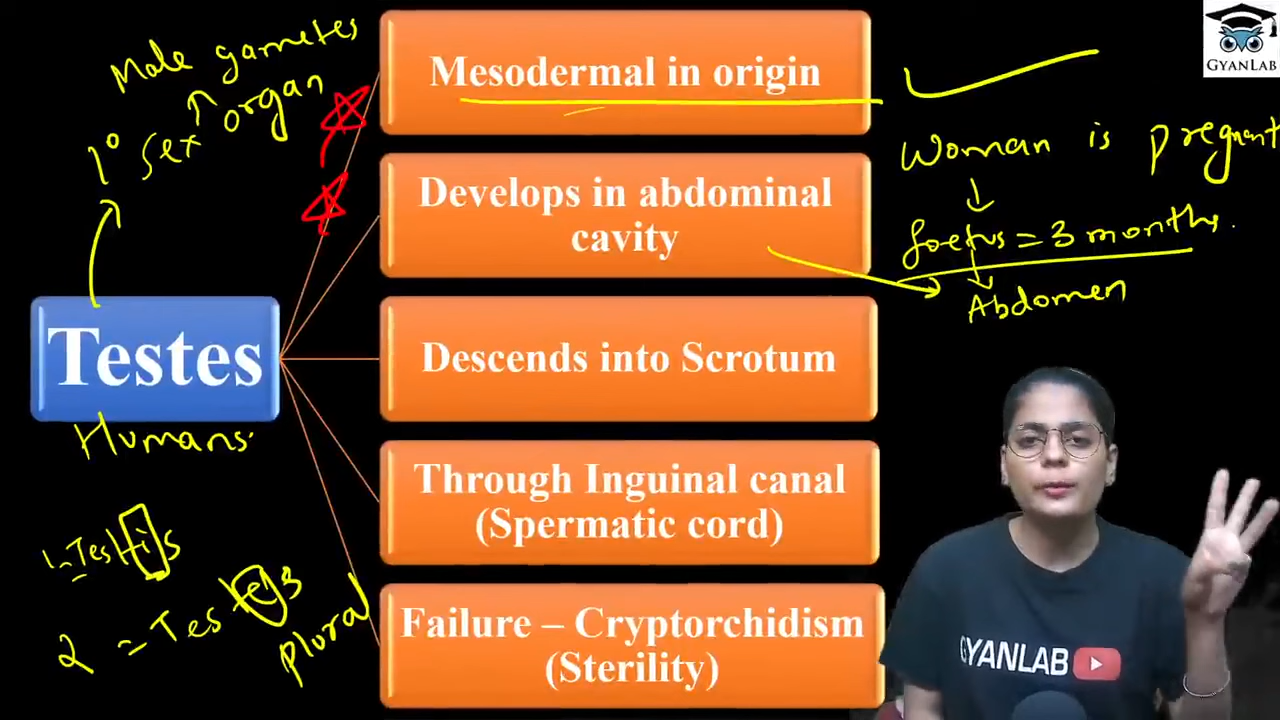 Male gametes
1° sex organ
Testes
Humans.
1 = Testis
2 = Testes
plural
Mesodermal in origin
Develops in abdominal
cavity
Descends into Scrotum
Through Inguinal canal
(Spermatic cord)
Failure – Cryptorchidism
(Sterility)
GYANLAB
Woman is pregnant
foetus = 3 months.
Abdomen
GYANLAB